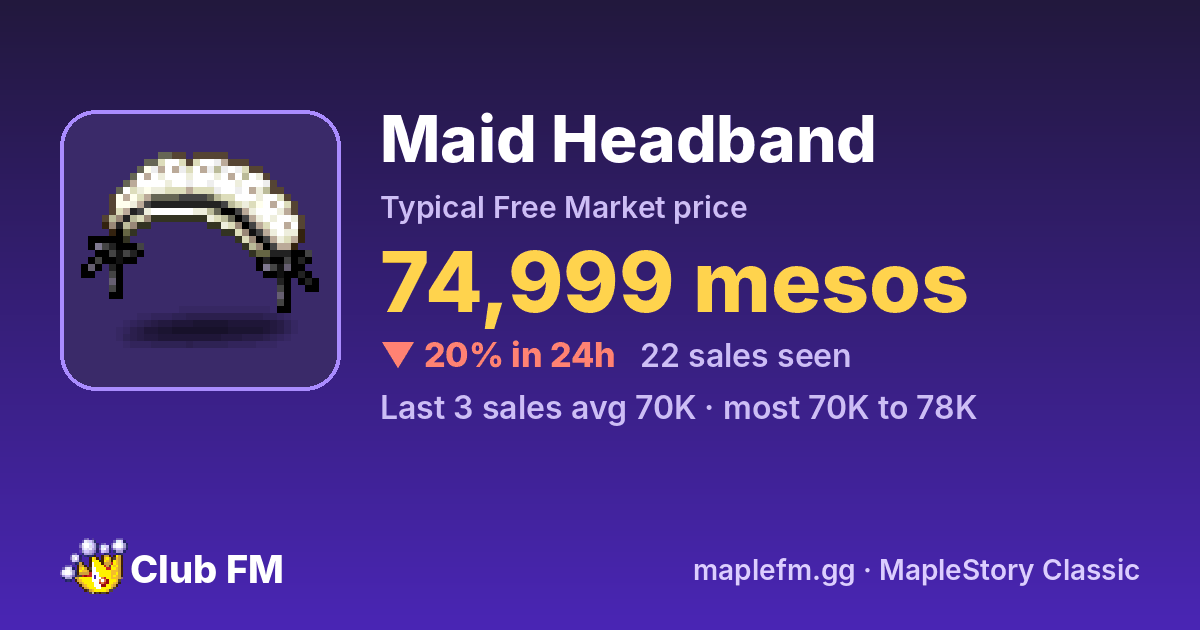 Maid Headband
Typical Free Market price
74,999 mesos
▼ 20% in 24h 22 sales seen
Last 3 sales avg 70K · most 70K to 78K
Club FM
maplefm.gg · MapleStory Classic